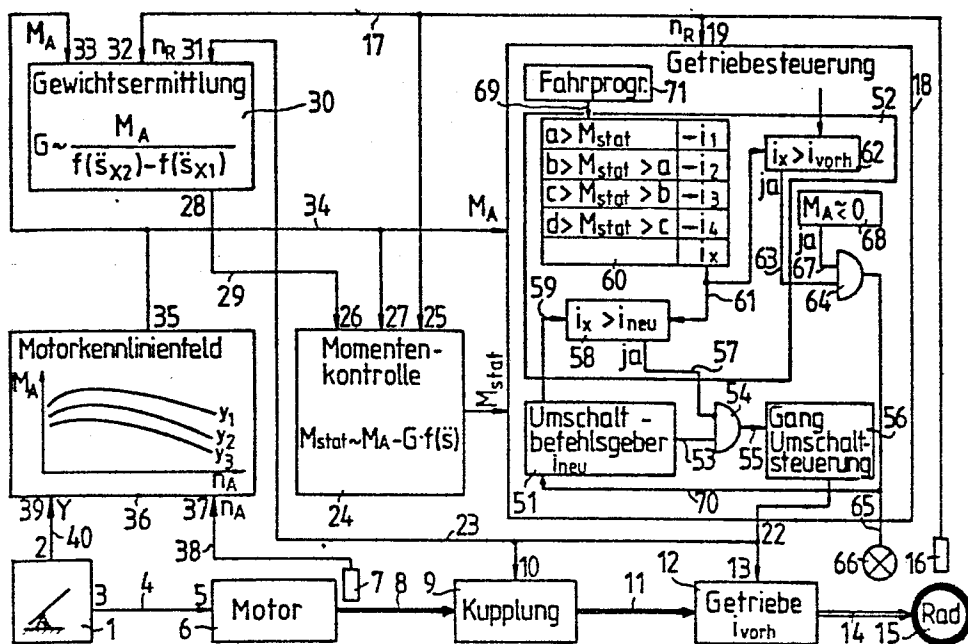 17
M_A 33 32 n_R 31
n_R 19
Gewichtsermittlung
G ~ M_A / (f(s̈_X2) – f(s̈_X1))
30
28
34
29
M_A
Getriebesteuerung
18
Fahrprogr.
71
69
52
a > M_stat – i_1
b > M_stat > a – i_2
c > M_stat > b – i_3
d > M_stat > c – i_4
i_x
60
i_x > i_vorh
62
ja
M_A ≈< 0
68
ja
63
67
64
61
59
i_x > i_neu
58
ja
57
35
26 27 25
Motorkennlinienfeld
M_A
y_1
y_2
y_3
n_A
Momenten-
kontrolle
M_stat ~ M_A – G · f(s̈)
24
M_stat
Umschalt-
befehlsgeber
i_neu
51
53
54
55
Gang
Umschalt-
steuerung
56
70
65
39 Y 36 37 n_A
40
38
23
22
66
16
2
3
1
4
5
Motor
6
7
8
9
10
Kupplung
11
12
13
Getriebe
i_vorh
14
15
Rad